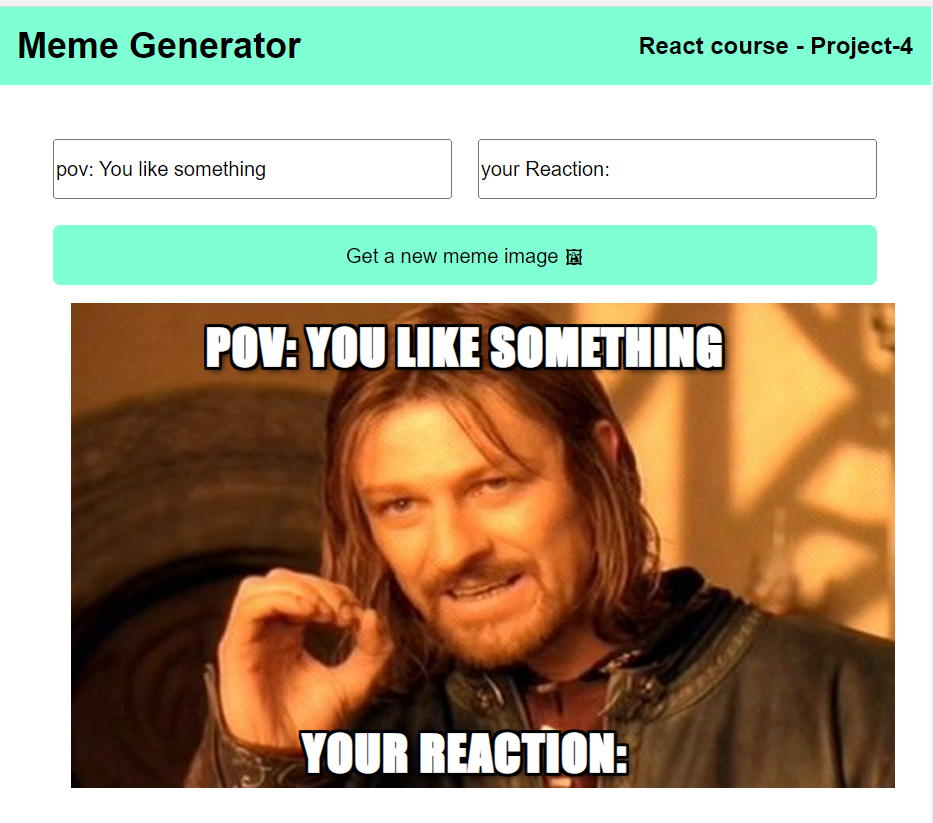 Meme Generator
React course - Project-4
pov: You like something
your Reaction:
Get a new meme image 🖼
POV: YOU LIKE SOMETHING
YOUR REACTION: